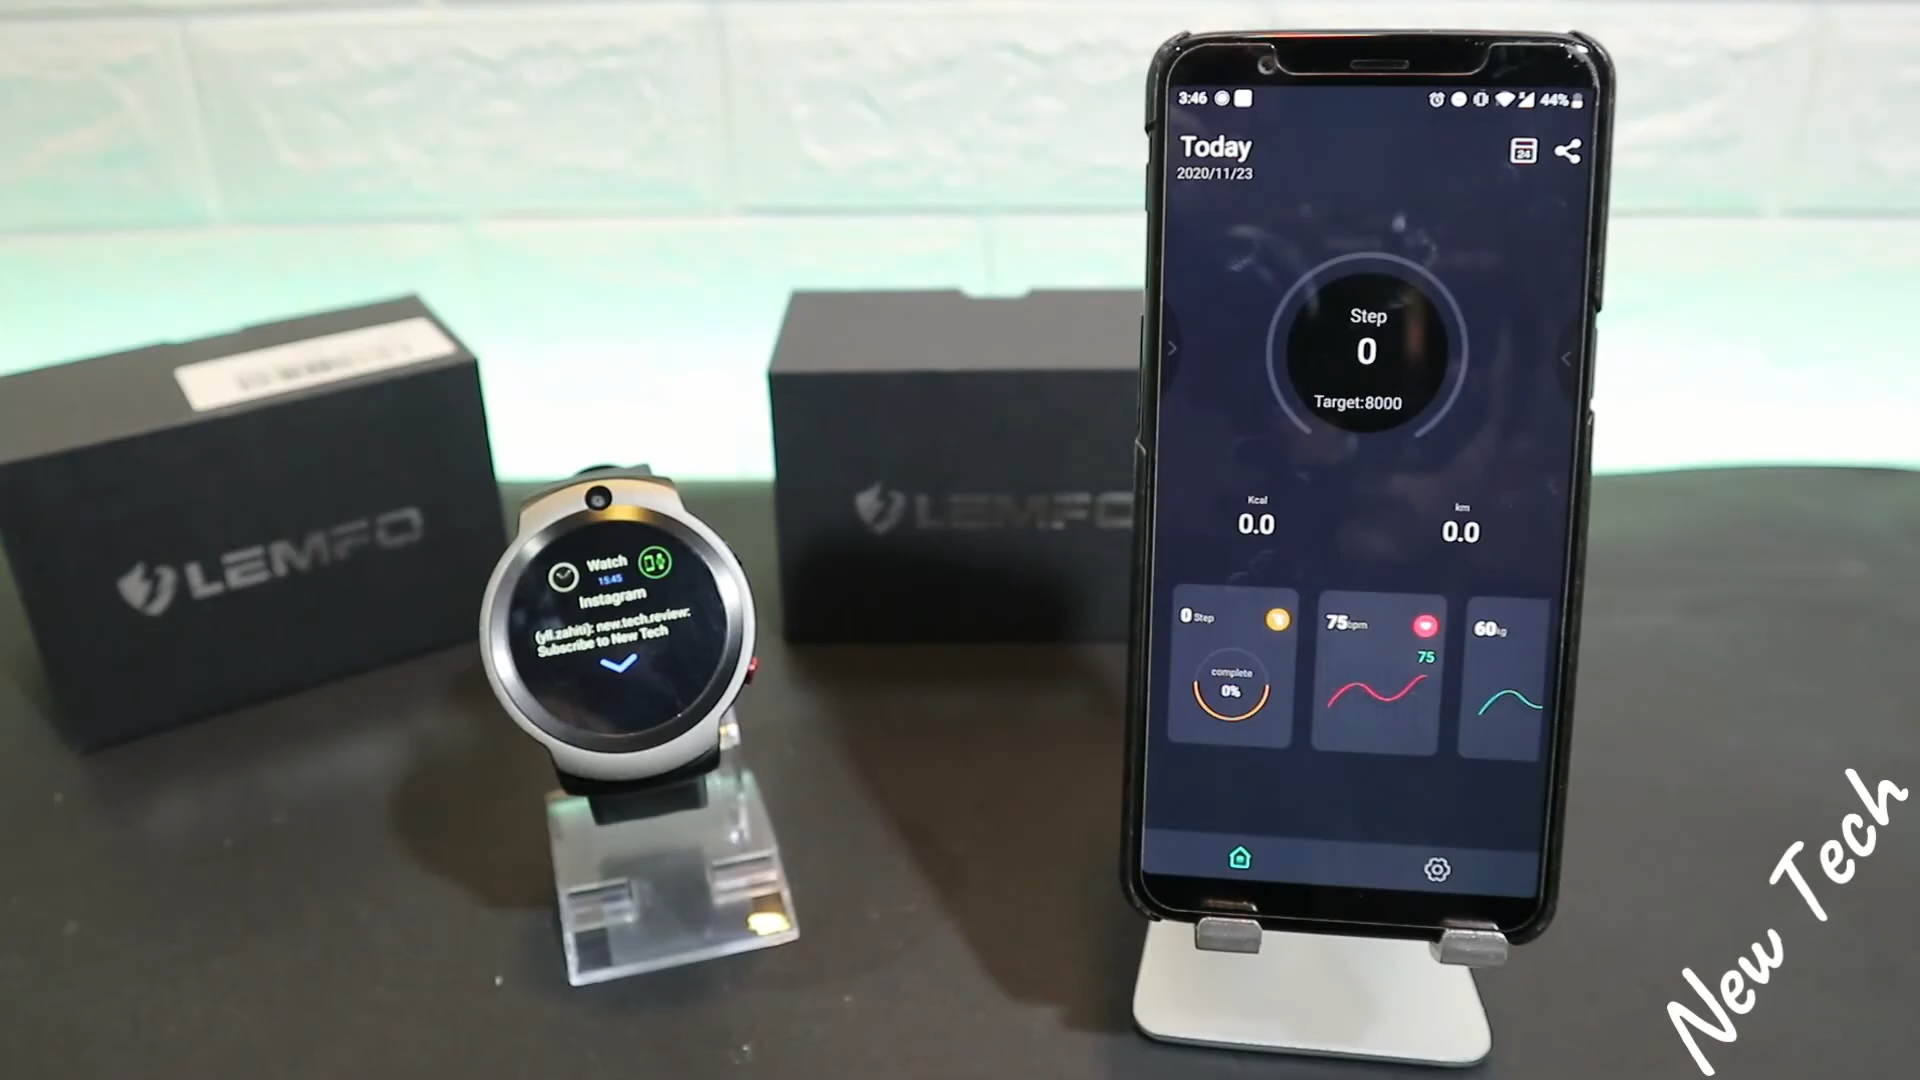 LEMFO
LEMFO
Watch
15:45
Instagram
(yll.zahiti): new.tech.review:
Subscribe to New Tech
3:46
44%
Today
2020/11/23
24
Step
0
Target:8000
Kcal
0.0
km
0.0
0 Step
complete
0%
75bpm
75
60kg
New Tech